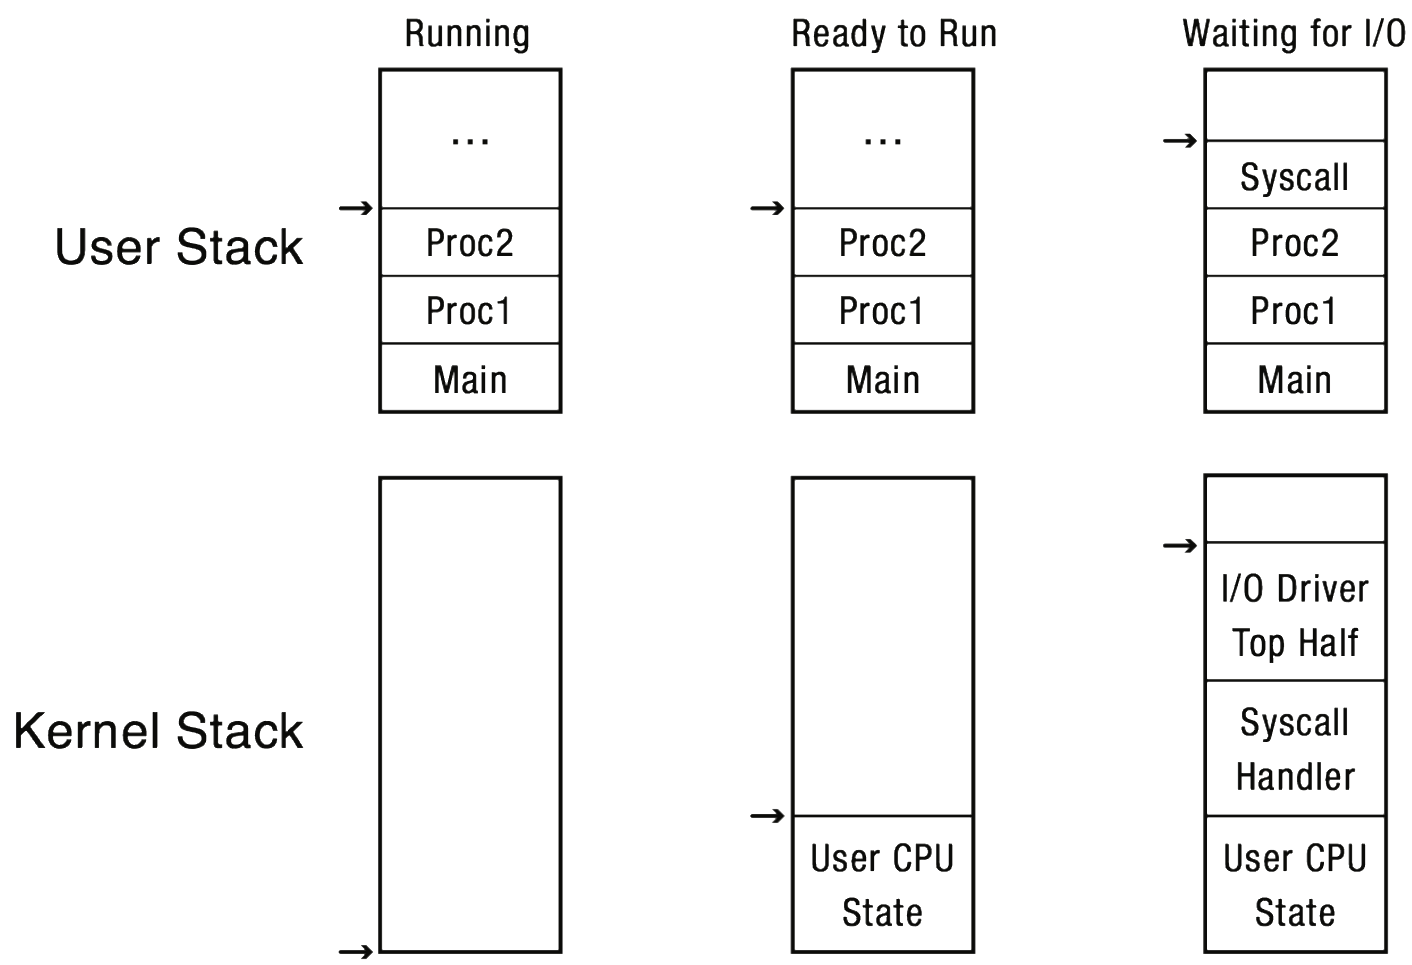 Running Ready to Run Waiting for I/O
... ...
Syscall
User Stack Proc2 Proc2 Proc2
Proc1 Proc1 Proc1
Main Main Main
I/O Driver
Top Half
Kernel Stack Syscall
Handler
User CPU User CPU
State State